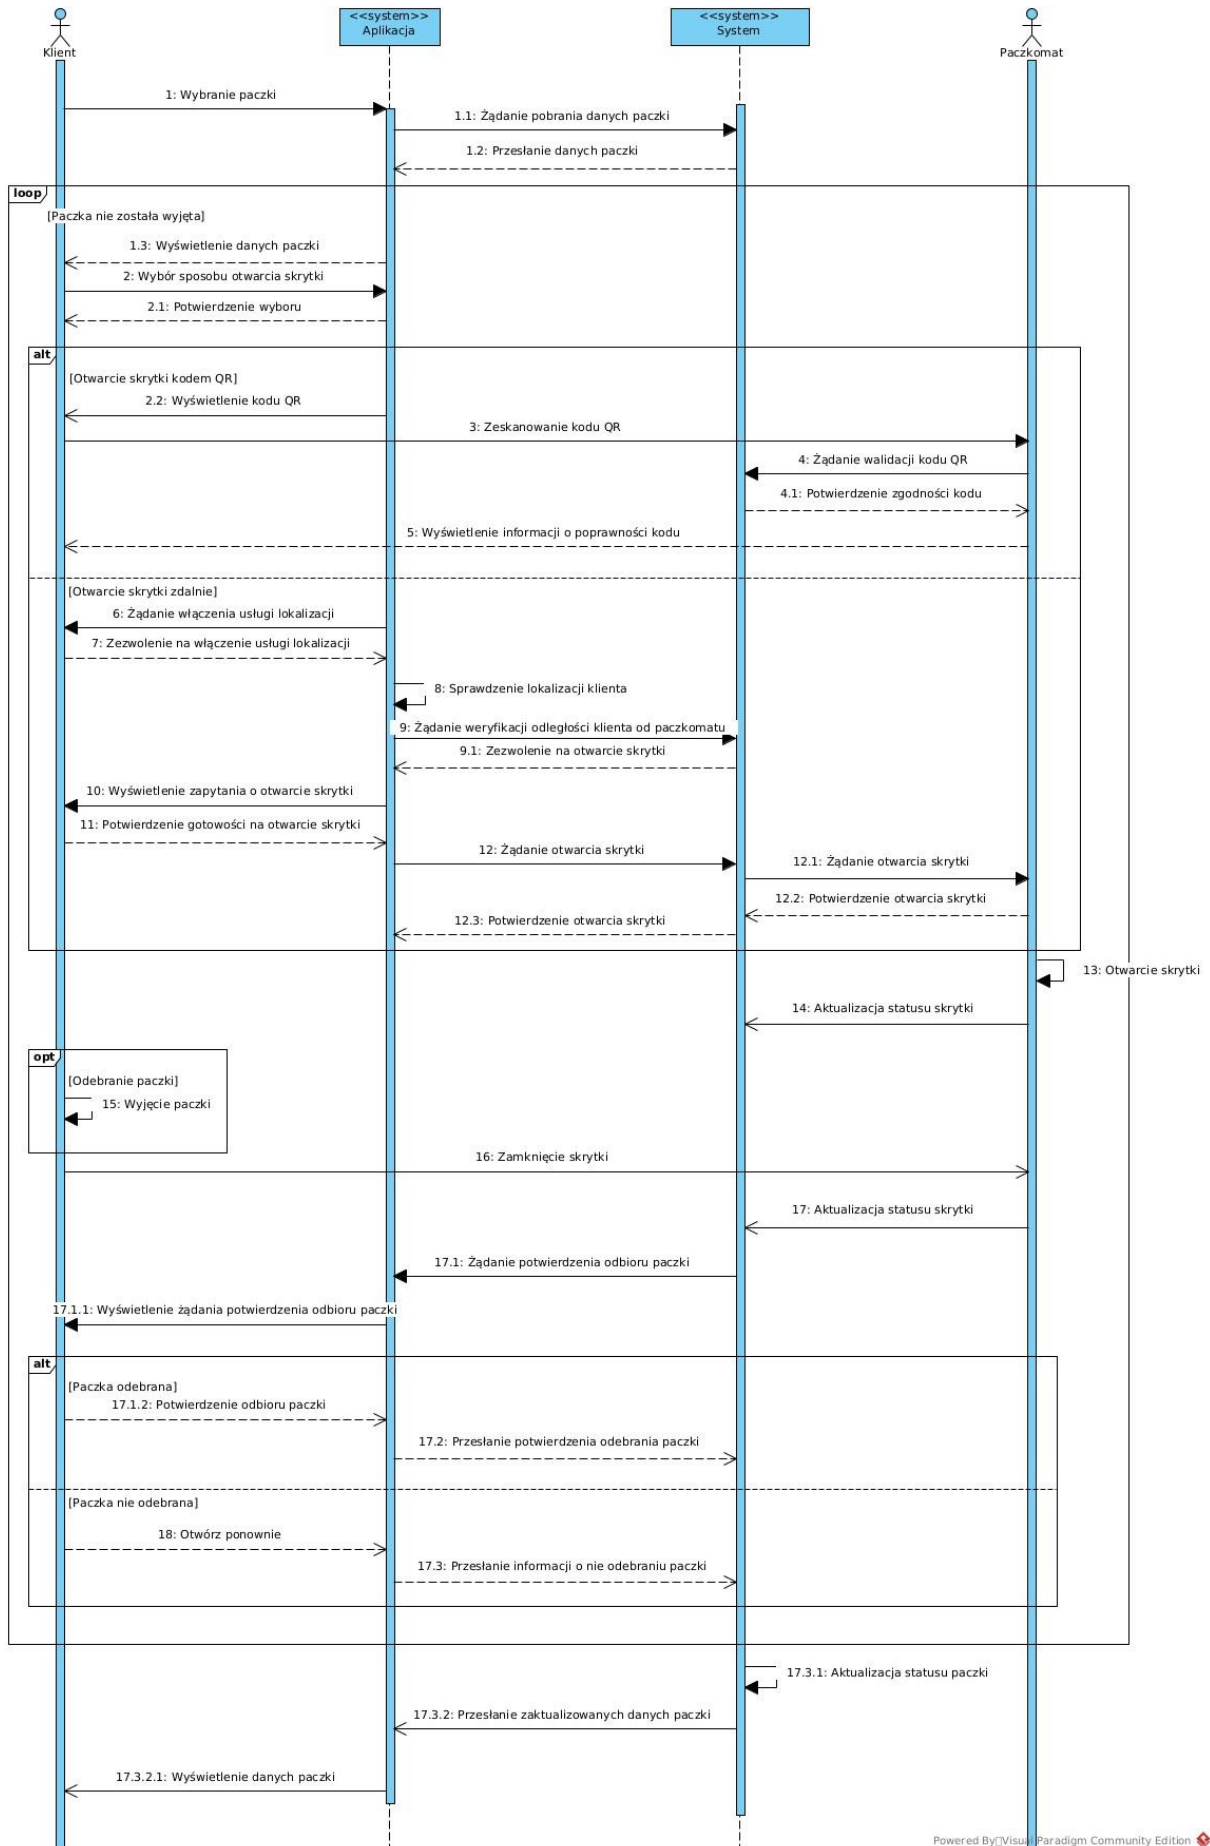 <<system>>
Aplikacja
<<system>>
System
Klient
Paczkomat
1: Wybranie paczki
1.1: Żądanie pobrania danych paczki
1.2: Przesłanie danych paczki
loop
[Paczka nie została wyjęta]
1.3: Wyświetlenie danych paczki
2: Wybór sposobu otwarcia skrytki
2.1: Potwierdzenie wyboru
alt
[Otwarcie skrytki kodem QR]
2.2: Wyświetlenie kodu QR
3: Zeskanowanie kodu QR
4: Żądanie walidacji kodu QR
4.1: Potwierdzenie zgodności kodu
5: Wyświetlenie informacji o poprawności kodu
[Otwarcie skrytki zdalnie]
6: Żądanie włączenia usługi lokalizacji
7: Zezwolenie na włączenie usługi lokalizacji
8: Sprawdzenie lokalizacji klienta
9: Żądanie weryfikacji odległości klienta od paczkomatu
9.1: Zezwolenie na otwarcie skrytki
10: Wyświetlenie zapytania o otwarcie skrytki
11: Potwierdzenie gotowości na otwarcie skrytki
12: Żądanie otwarcia skrytki
12.1: Żądanie otwarcia skrytki
12.2: Potwierdzenie otwarcia skrytki
12.3: Potwierdzenie otwarcia skrytki
13: Otwarcie skrytki
14: Aktualizacja statusu skrytki
opt
[Odebranie paczki]
15: Wyjęcie paczki
16: Zamknięcie skrytki
17: Aktualizacja statusu skrytki
17.1: Żądanie potwierdzenia odbioru paczki
17.1.1: Wyświetlenie żądania potwierdzenia odbioru paczki
alt
[Paczka odebrana]
17.1.2: Potwierdzenie odbioru paczki
17.2: Przesłanie potwierdzenia odebrania paczki
[Paczka nie odebrana]
18: Otwórz ponownie
17.3: Przesłanie informacji o nie odebraniu paczki
17.3.1: Aktualizacja statusu paczki
17.3.2: Przesłanie zaktualizowanych danych paczki
17.3.2.1: Wyświetlenie danych paczki
Powered By Visual Paradigm Community Edition